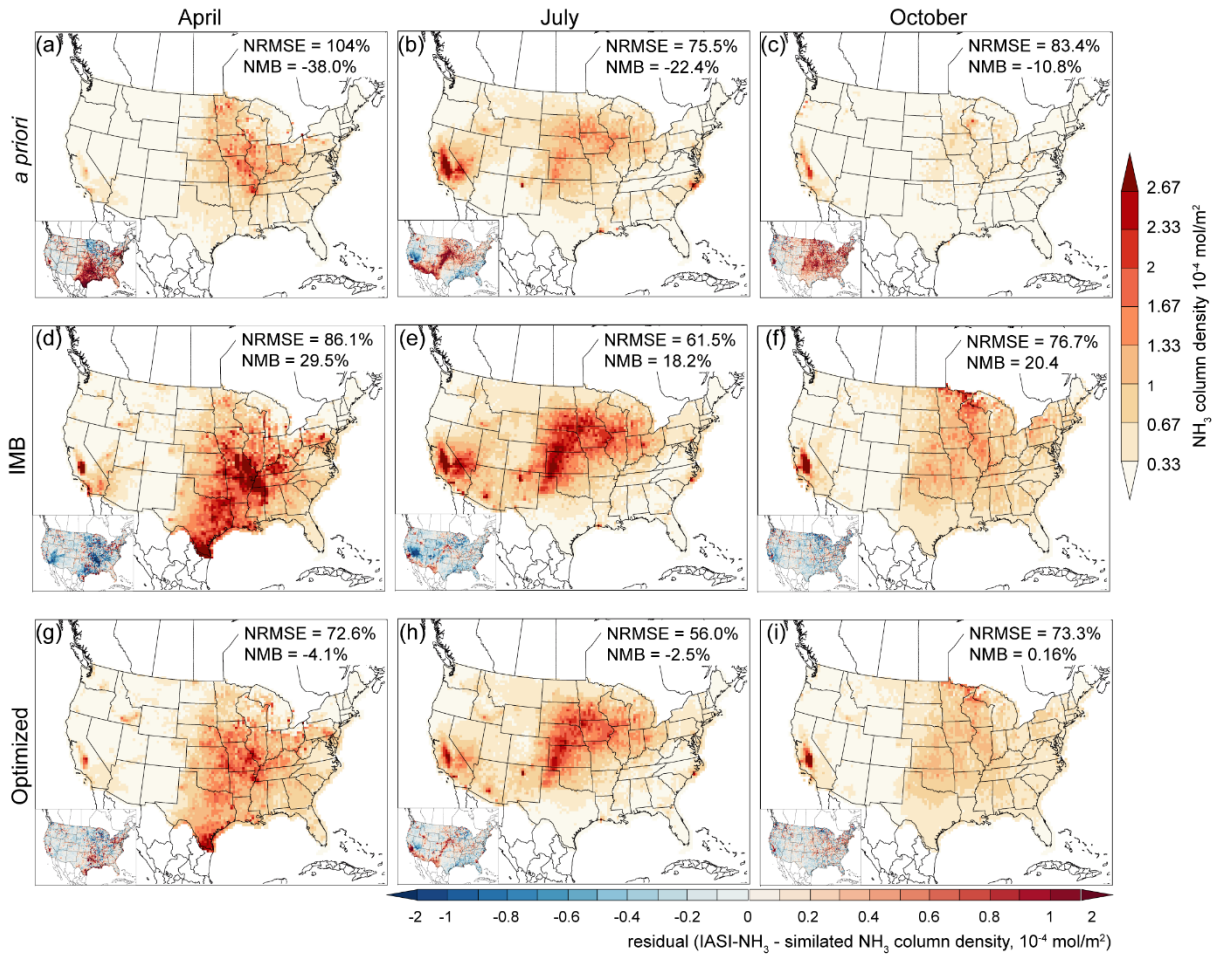 April
July
October
a priori
(a)
NRMSE = 104%
NMB = -38.0%
(b)
NRMSE = 75.5%
NMB = -22.4%
(c)
NRMSE = 83.4%
NMB = -10.8%
IMB
(d)
NRMSE = 86.1%
NMB = 29.5%
(e)
NRMSE = 61.5%
NMB = 18.2%
(f)
NRMSE = 76.7%
NMB = 20.4
Optimized
(g)
NRMSE = 72.6%
NMB = -4.1%
(h)
NRMSE = 56.0%
NMB = -2.5%
(i)
NRMSE = 73.3%
NMB = 0.16%
2.67
2.33
2
1.67
1.33
1
0.67
0.33
NH₃ column density 10⁻⁴ mol/m²
-2 -1 -0.8 -0.6 -0.4 -0.2 0 0.2 0.4 0.6 0.8 1 2
residual (IASI-NH₃ - similated NH₃ column density, 10⁻⁴ mol/m²)